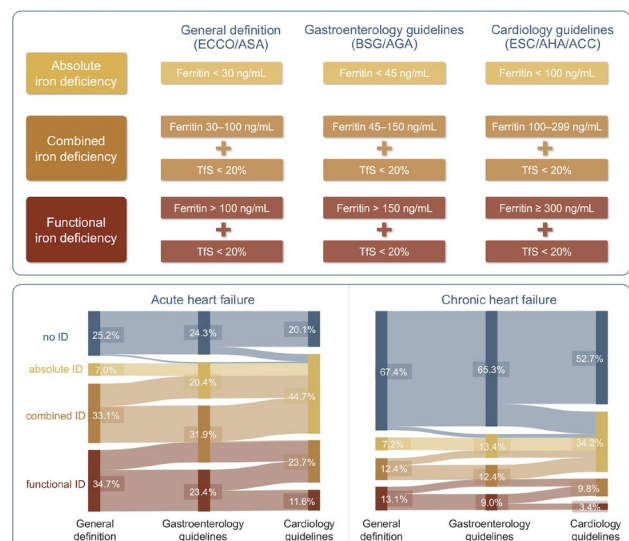 General definition
(ECCO/ASA)
Gastroenterology guidelines
(BSG/AGA)
Cardiology guidelines
(ESC/AHA/ACC)
Absolute
iron deficiency
Ferritin < 30 ng/mL
Ferritin < 45 ng/mL
Ferritin < 100 ng/mL
Combined
iron deficiency
Ferritin 30–100 ng/mL
Ferritin 45–150 ng/mL
Ferritin 100–299 ng/mL
+
+
+
TfS < 20%
TfS < 20%
TfS < 20%
Functional
iron deficiency
Ferritin > 100 ng/mL
Ferritin > 150 ng/mL
Ferritin ≥ 300 ng/mL
+
+
+
TfS < 20%
TfS < 20%
TfS < 20%
Acute heart failure
no ID
absolute ID
combined ID
functional ID
25.2%
7.0%
33.1%
34.7%
24.3%
20.4%
31.9%
23.4%
20.1%
44.7%
23.7%
11.6%
General
definition
Gastroenterology
guidelines
Cardiology
guidelines
Chronic heart failure
67.4%
7.2%
12.4%
13.1%
65.3%
13.4%
12.4%
9.0%
52.7%
34.2%
9.8%
3.4%
General
definition
Gastroenterology
guidelines
Cardiology
guidelines